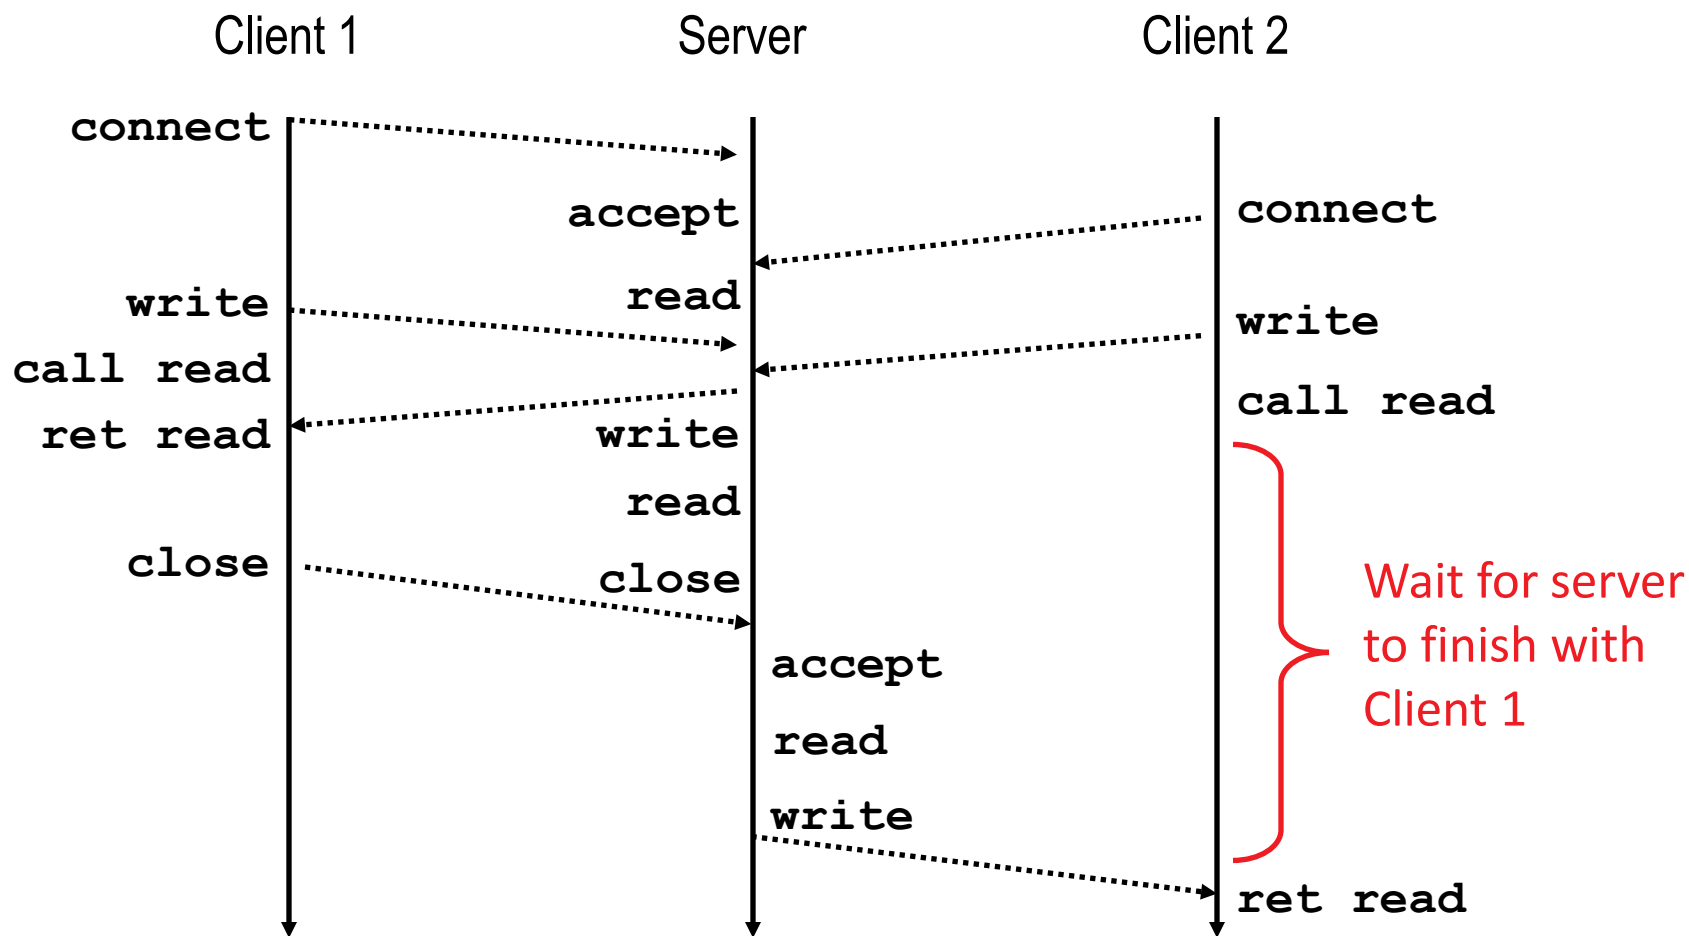 Client 1
Server
Client 2
connect
accept
connect
read
write
write
call read
call read
ret read
write
read
close
close
Wait for server
to finish with
Client 1
accept
read
write
ret read